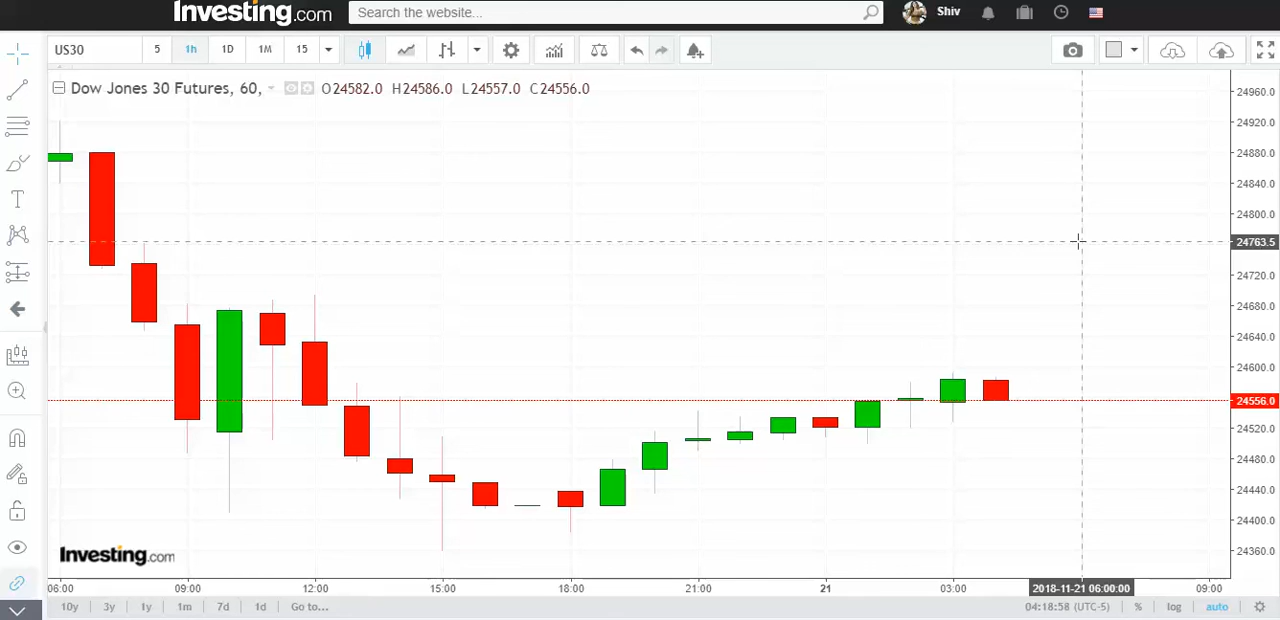 Investing.com Search the website... Shiv
US30 5 1h 1D 1M 15
Dow Jones 30 Futures, 60, O24582.0 H24586.0 L24557.0 C24556.0
24960.0
24920.0
24880.0
24840.0
24800.0
24763.5
24720.0
24680.0
24640.0
24600.0
24556.0
24520.0
24480.0
24440.0
24400.0
24360.0
Investing.com
06:00 09:00 12:00 15:00 18:00 21:00 21 03:00 2018-11-21 06:00:00 09:00
10y 3y 1y 1m 7d 1d Go to... 04:18:58 (UTC-5) % log auto